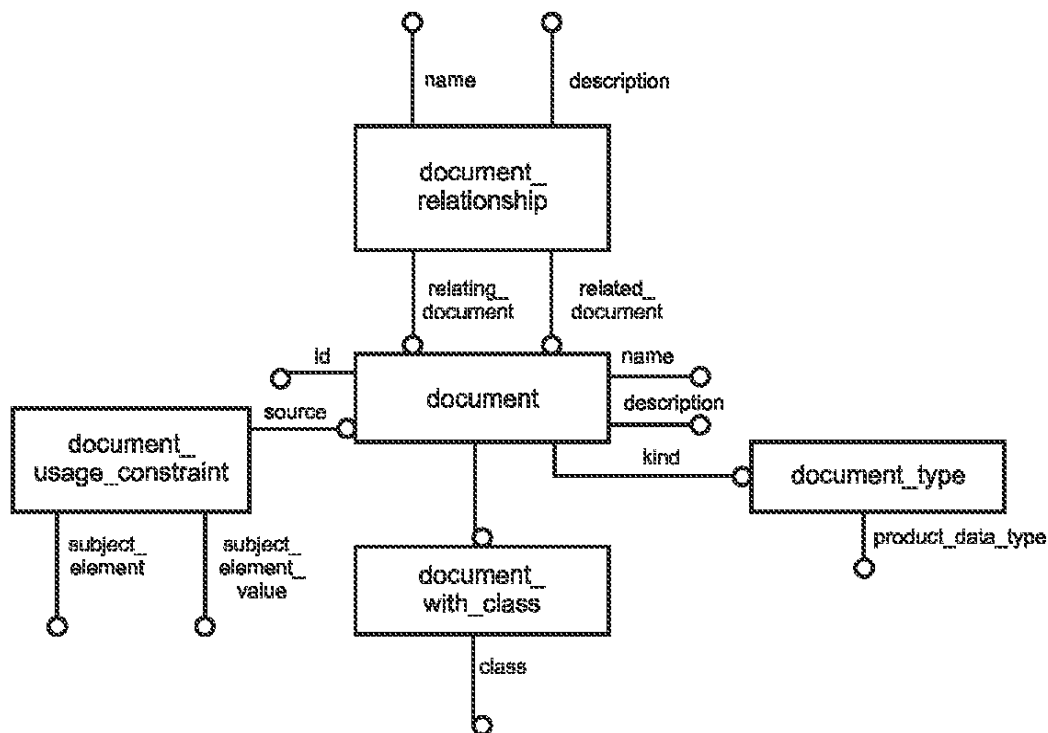 name
description
document_
relationship
relating_
document
related_
document
id
name
document
source
description
document_
usage_constraint
kind
document_type
subject_
element
subject_
element_
value
product_data_type
document_
with_class
class